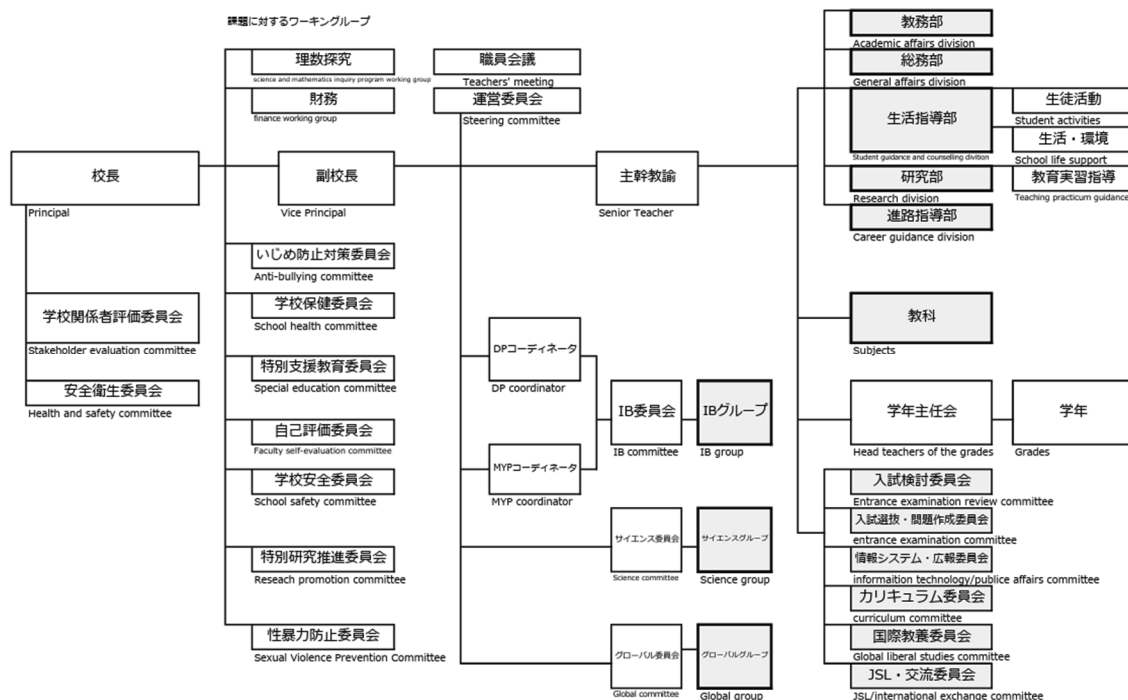 課題に対するワーキングループ
理数探究
science and mathematics inquiry program working group
財務
finance working group
職員会議
Teachers' meeting
運営委員会
Steering committee
教務部
Academic affairs division
総務部
General affairs division
生活指導部
Student guidance and counselling divition
生徒活動
Student activities
生活・環境
School life support
研究部
Research division
教育実習指導
Teaching practicum guidance
進路指導部
Career guidance division
校長
Principal
副校長
Vice Principal
主幹教諭
Senior Teacher
学校関係者評価委員会
Stakeholder evaluation committee
安全衛生委員会
Health and safety committee
いじめ防止対策委員会
Anti-bullying committee
学校保健委員会
School health committee
特別支援教育委員会
Special education committee
自己評価委員会
Faculty self-evaluation committee
学校安全委員会
School safety committee
特別研究推進委員会
Reseach promotion committee
性暴力防止委員会
Sexual Violence Prevention Committee
DPコーディネータ
DP coordinator
MYPコーディネータ
MYP coordinator
IB委員会
IB committee
IBグループ
IB group
サイエンス委員会
Science committee
サイエンスグループ
Science group
グローバル委員会
Global committee
グローバルグループ
Global group
教科
Subjects
学年主任会
Head teachers of the grades
学年
Grades
入試検討委員会
Entrance examination review committee
入試選抜・問題作成委員会
entrance examination committee
情報システム・広報委員会
informaition technology/publice affairs committee
カリキュラム委員会
curriculum committee
国際教養委員会
Global liberal studies committee
JSL・交流委員会
JSL/international exchange committee